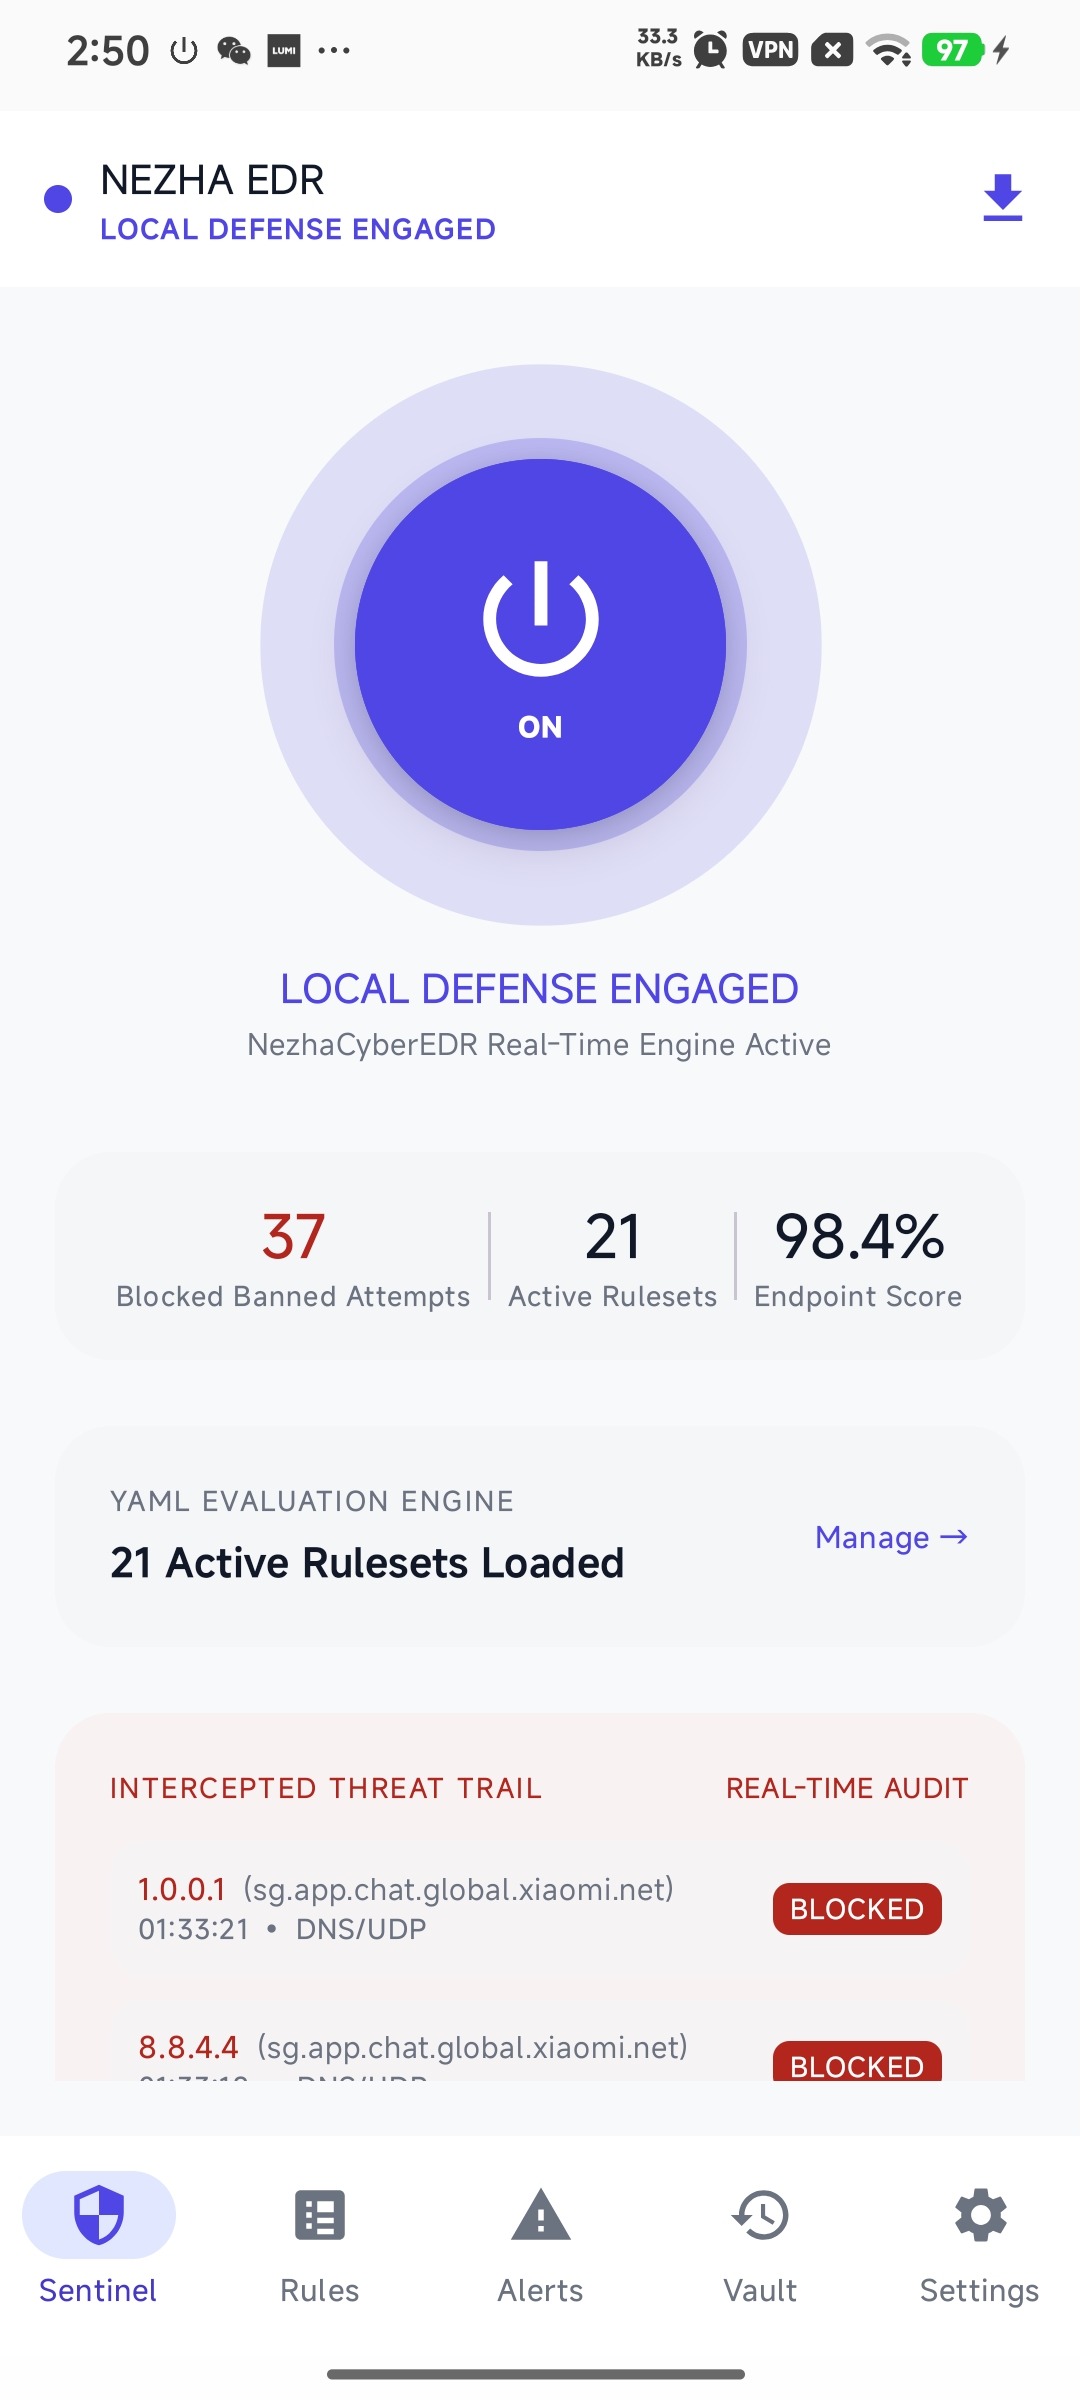 2:50
LUMI
33.3
KB/s
VPN
97
NEZHA EDR
LOCAL DEFENSE ENGAGED
ON
LOCAL DEFENSE ENGAGED
NezhaCyberEDR Real-Time Engine Active
37
Blocked Banned Attempts
21
Active Rulesets
98.4%
Endpoint Score
YAML EVALUATION ENGINE
21 Active Rulesets Loaded
Manage →
INTERCEPTED THREAT TRAIL
REAL-TIME AUDIT
1.0.0.1 (sg.app.chat.global.xiaomi.net)
01:33:21 • DNS/UDP
BLOCKED
8.8.4.4 (sg.app.chat.global.xiaomi.net)
BLOCKED
Sentinel
Rules
Alerts
Vault
Settings